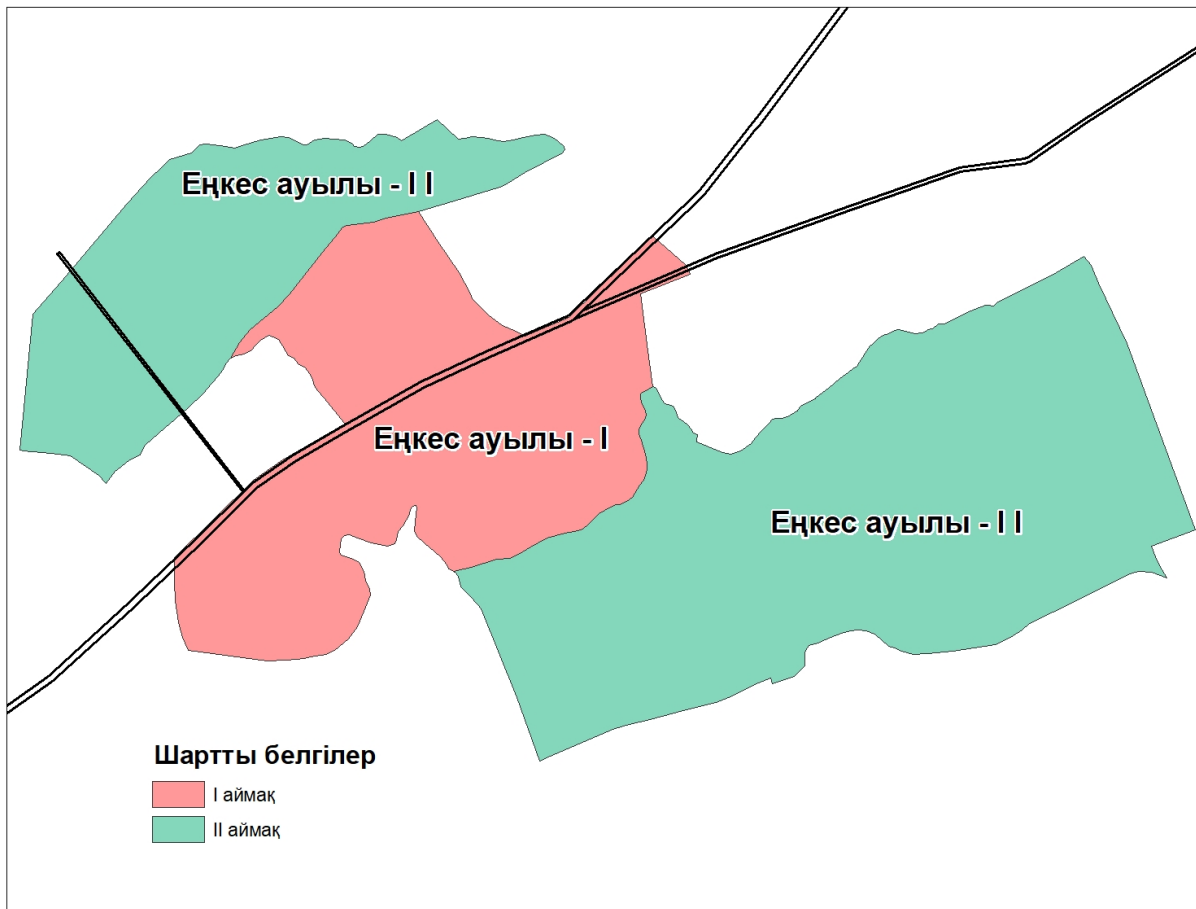 Еңкес ауылы - I I
Еңкес ауылы - I
Еңкес ауылы - I I
Шартты белгілер
I аймақ
II аймақ